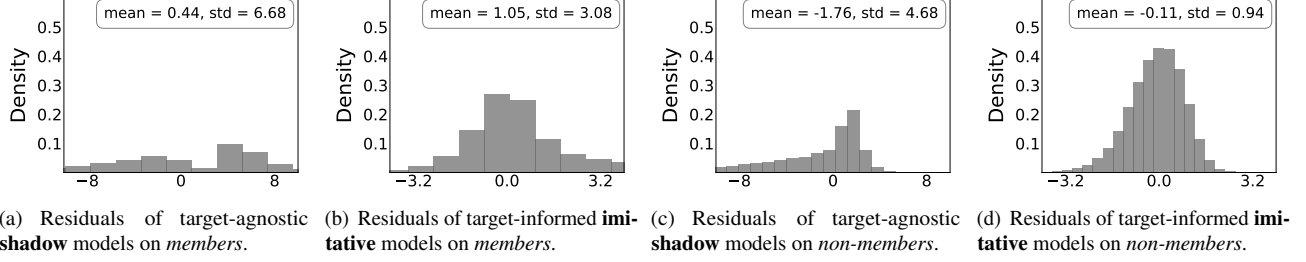 mean = 0.44, std = 6.68
Density
0.5
0.4
0.3
0.2
0.1
−8
0
8
mean = 1.05, std = 3.08
Density
0.5
0.4
0.3
0.2
0.1
−3.2
0.0
3.2
mean = -1.76, std = 4.68
Density
0.5
0.4
0.3
0.2
0.1
−8
0
8
mean = -0.11, std = 0.94
Density
0.5
0.4
0.3
0.2
0.1
−3.2
0.0
3.2
(a) Residuals of target-agnostic
shadow models on members.
(b) Residuals of target-informed imi-
tative models on members.
(c) Residuals of target-agnostic
shadow models on non-members.
(d) Residuals of target-informed imi-
tative models on non-members.